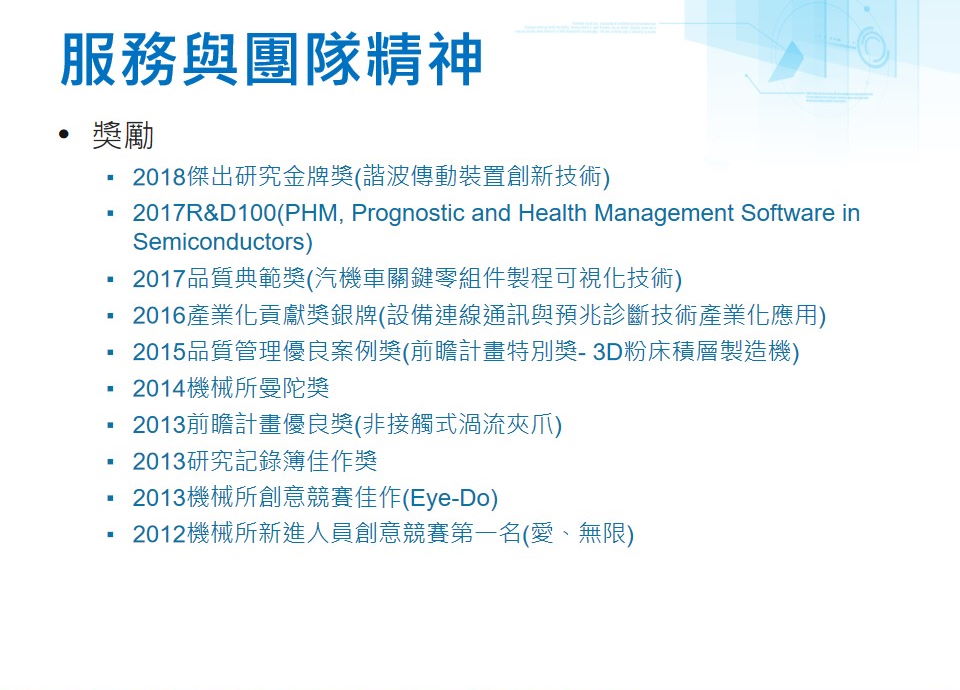 服務與團隊精神
• 獎勵
▪ 2018傑出研究金牌獎(諧波傳動裝置創新技術)
▪ 2017R&D100(PHM, Prognostic and Health Management Software in
Semiconductors)
▪ 2017品質典範獎(汽機車關鍵零組件製程可視化技術)
▪ 2016產業化貢獻獎銀牌(設備連線通訊與預兆診斷技術產業化應用)
▪ 2015品質管理優良案例獎(前瞻計畫特別獎- 3D粉床積層製造機)
▪ 2014機械所曼陀獎
▪ 2013前瞻計畫優良獎(非接觸式渦流夾爪)
▪ 2013研究記錄簿佳作獎
▪ 2013機械所創意競賽佳作(Eye-Do)
▪ 2012機械所新進人員創意競賽第一名(愛、無限)